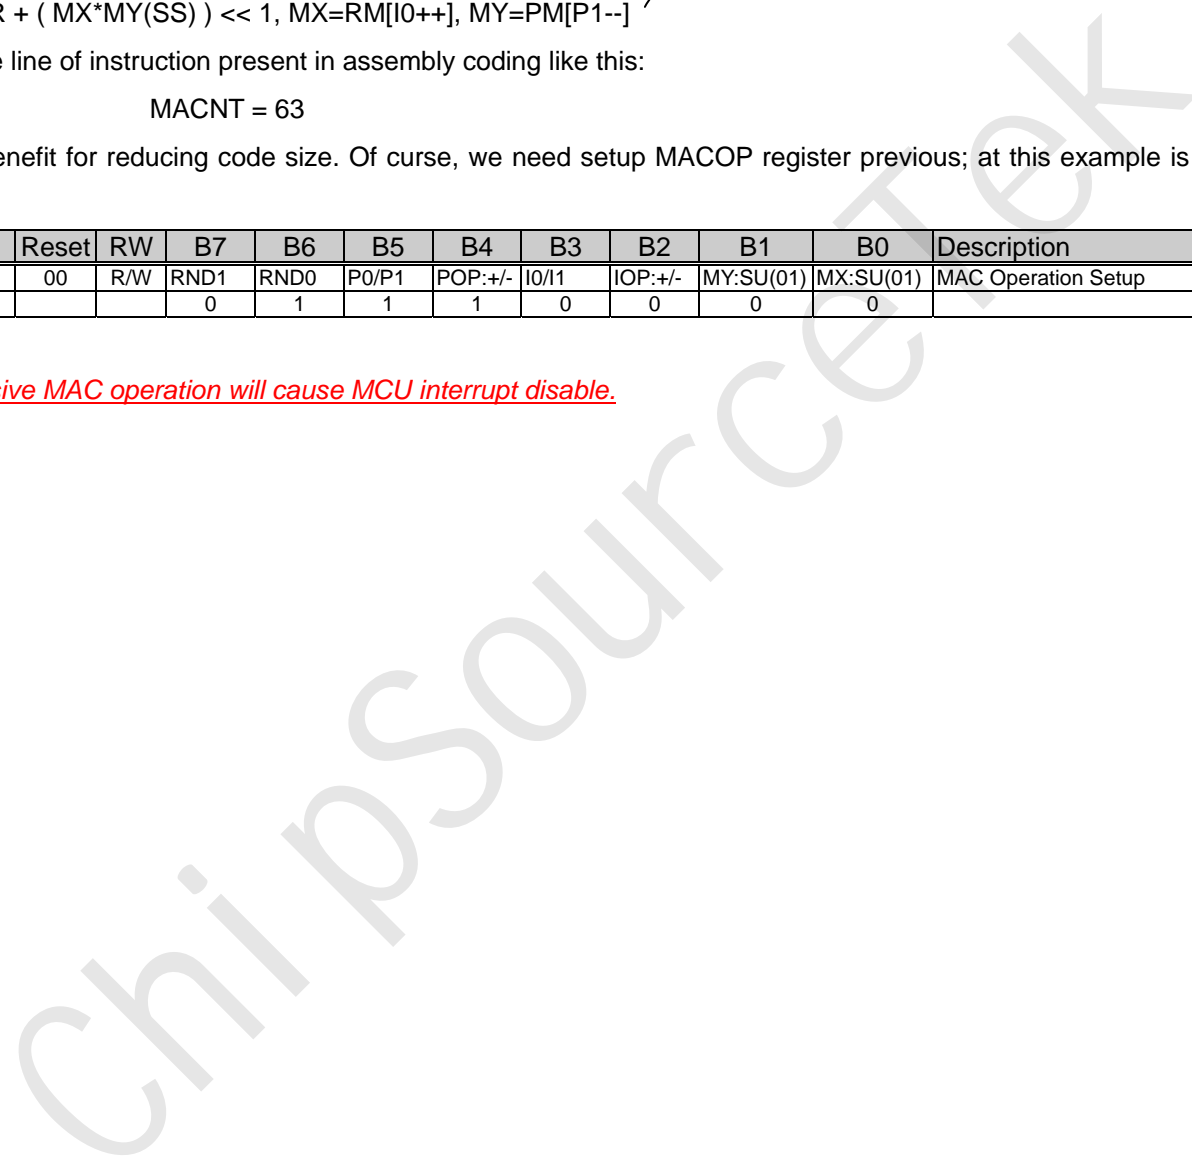 R + ( MX*MY(SS) ) << 1, MX=RM[I0++], MY=PM[P1--]
line of instruction present in assembly coding like this:
MACNT = 63
for reducing code size. Of curse, we need setup MACOP register previous; at this example is
Reset RW B7 B6 B5 B4 B3 B2 B1 B0 Description
00 R/W RND1 RND0 P0/P1 POP:+/- I0/I1 IOP:+/- MY:SU(01) MX:SU(01) MAC Operation Setup
0 1 1 1 0 0 0 0
MAC operation will cause MCU interrupt disable.
ChipSourceTek